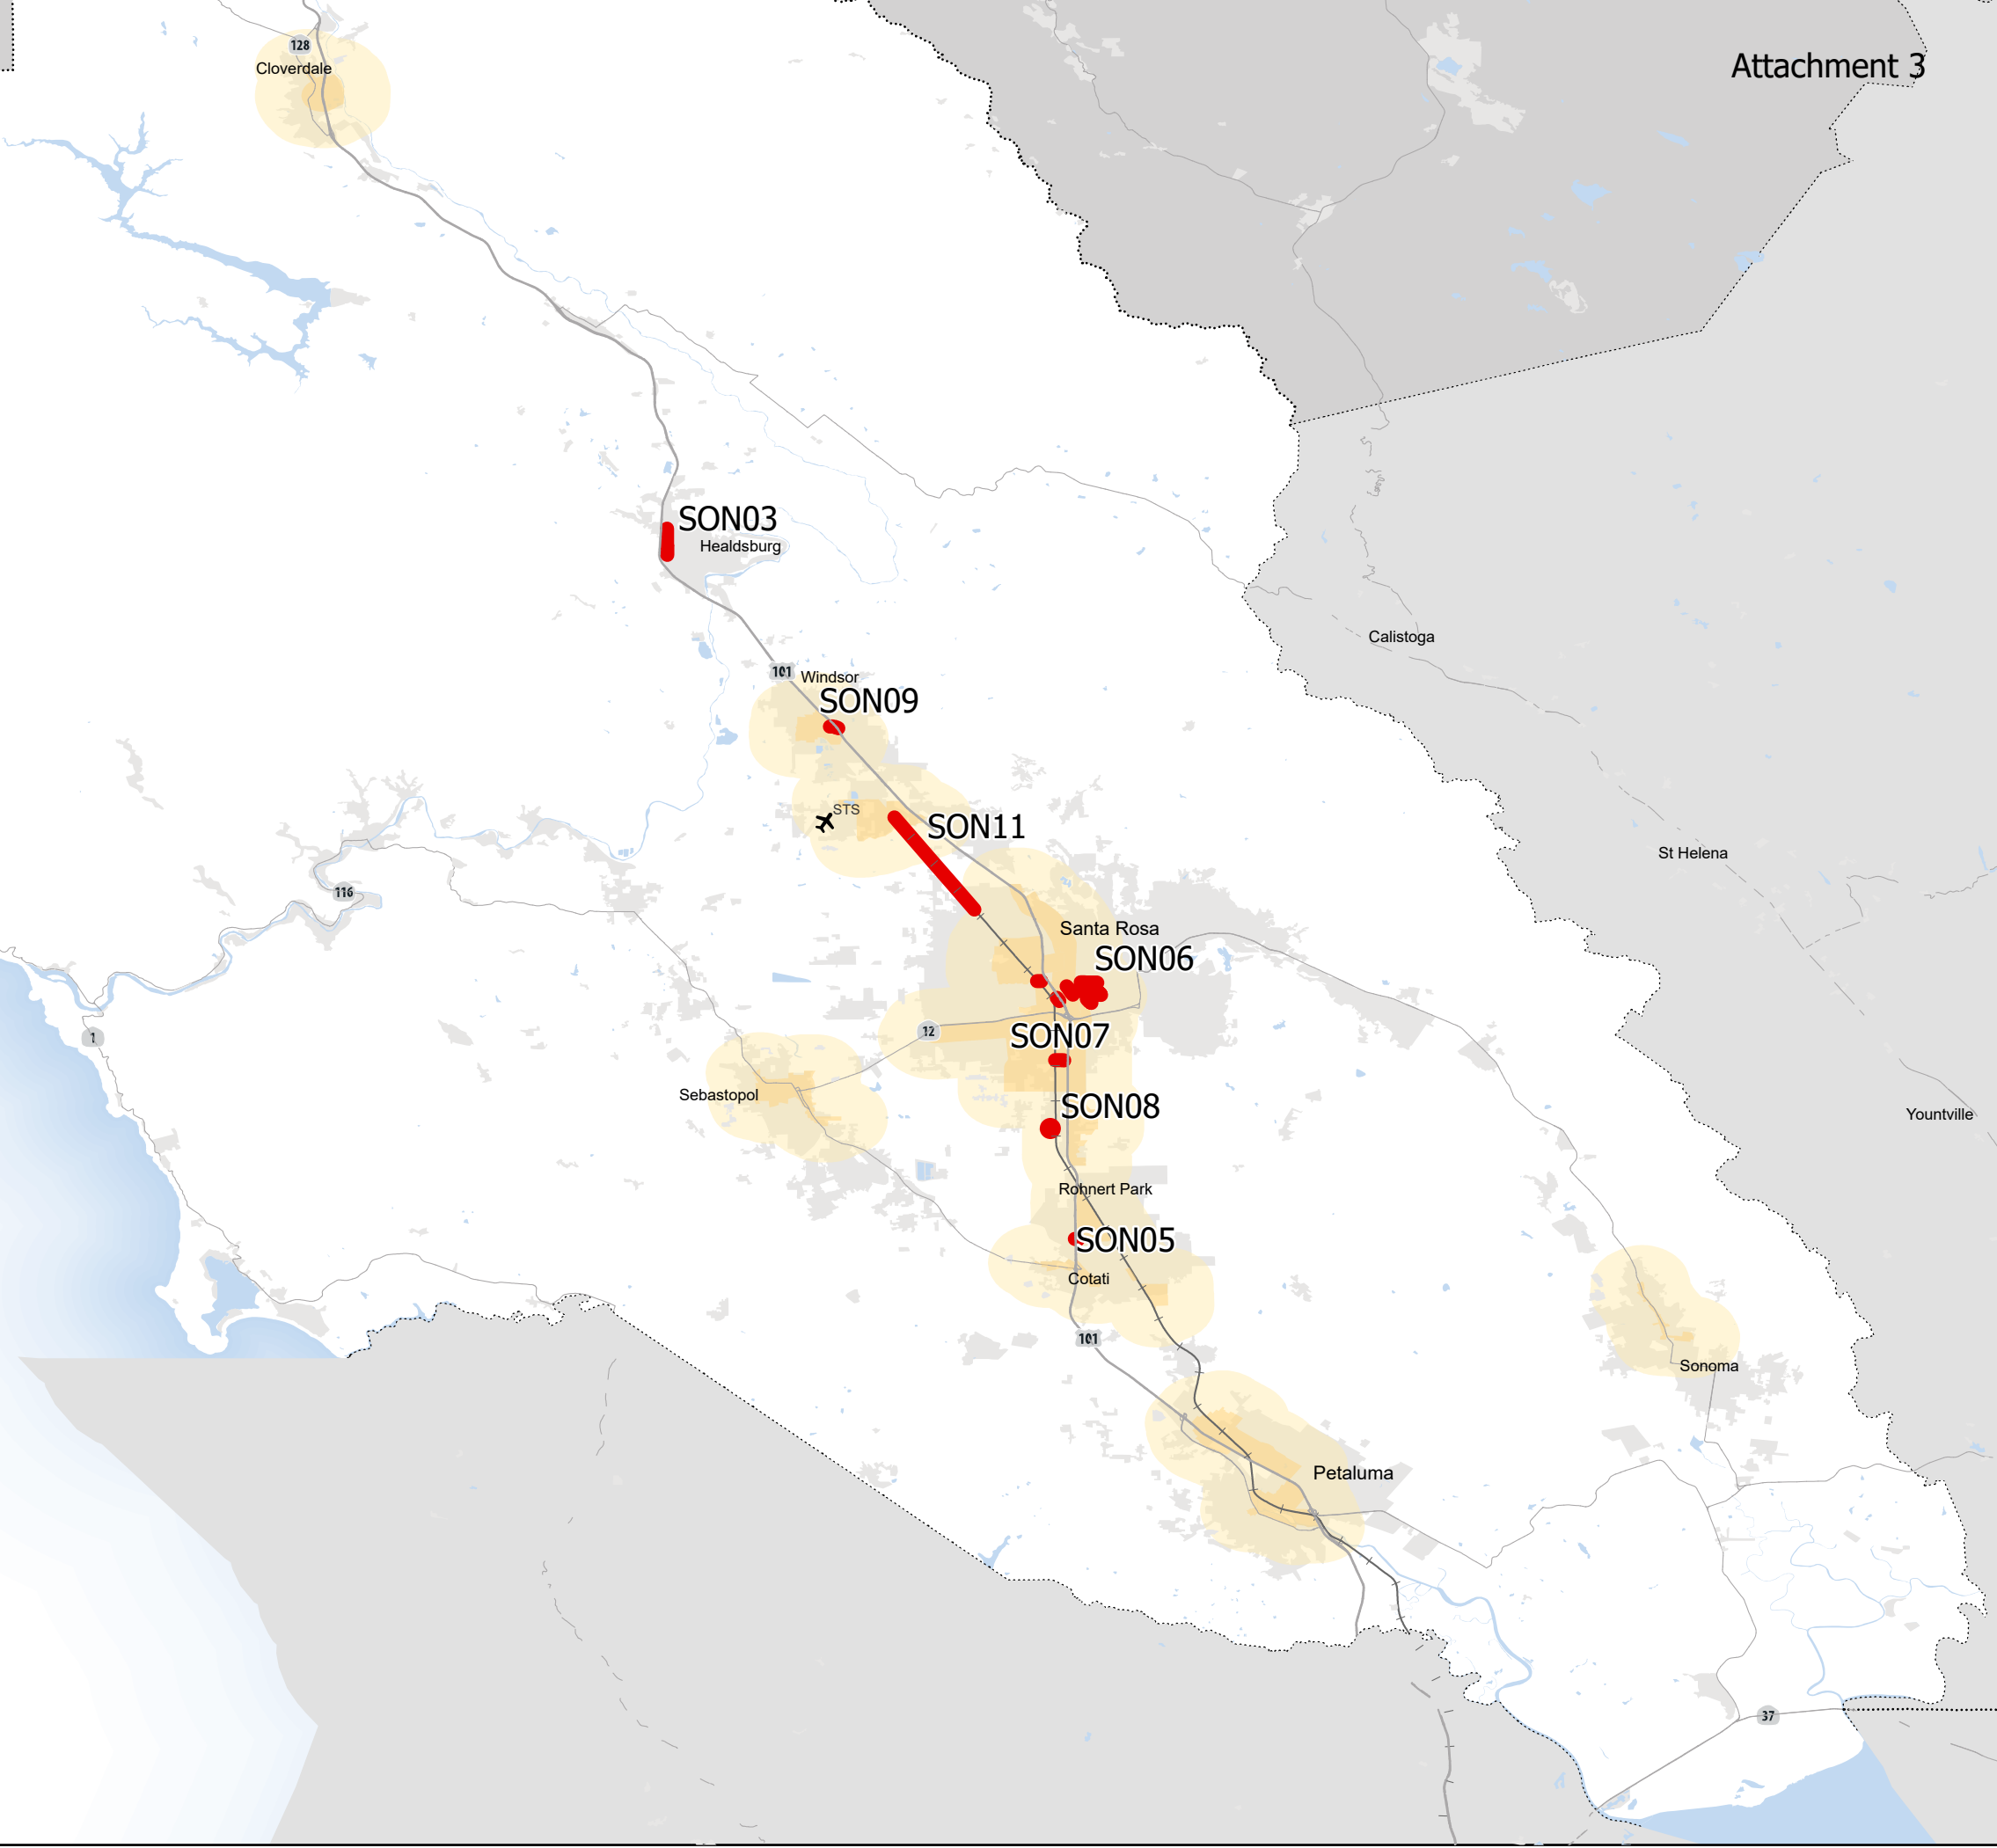 128
Cloverdale
Attachment 3
SON03
Healdsburg
Calistoga
101
Windsor
SON09
STS
SON11
St Helena
116
Santa Rosa
SON06
12
1
SON07
Sebastopol
SON08
Yountville
Rohnert Park
SON05
Cotati
101
Sonoma
Petaluma
37